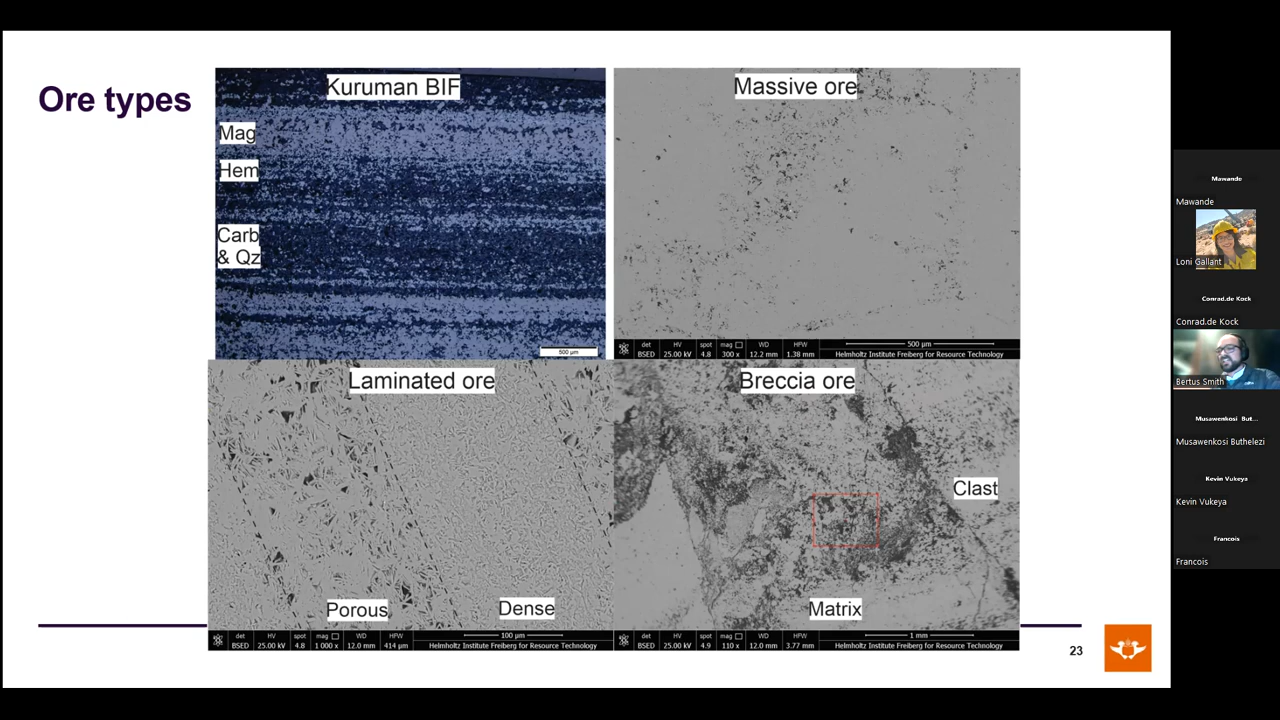 Ore types
Kuruman BIF
Mag
Hem
Carb
& Qz
500 µm
Massive ore
det HV spot mag WD HFW 500 µm
BSED 25.00 kV 4.8 300 x 12.2 mm 1.38 mm Helmholtz Institute Freiberg for Resource Technology
Laminated ore
Porous
Dense
det HV spot mag WD HFW 100 µm
BSED 25.00 kV 4.8 1 000 x 12.0 mm 414 µm Helmholtz Institute Freiberg for Resource Technology
Breccia ore
Clast
Matrix
det HV spot mag WD HFW 1 mm
BSED 25.00 kV 4.9 110 x 12.0 mm 3.77 mm Helmholtz Institute Freiberg for Resource Technology
23
Mawande
Mawande
Loni Gallant
Conrad.de Kock
Conrad.de Kock
Bertus Smith
Musawenkosi But...
Musawenkosi Buthelezi
Kevin Vukeya
Kevin Vukeya
Francois
Francois